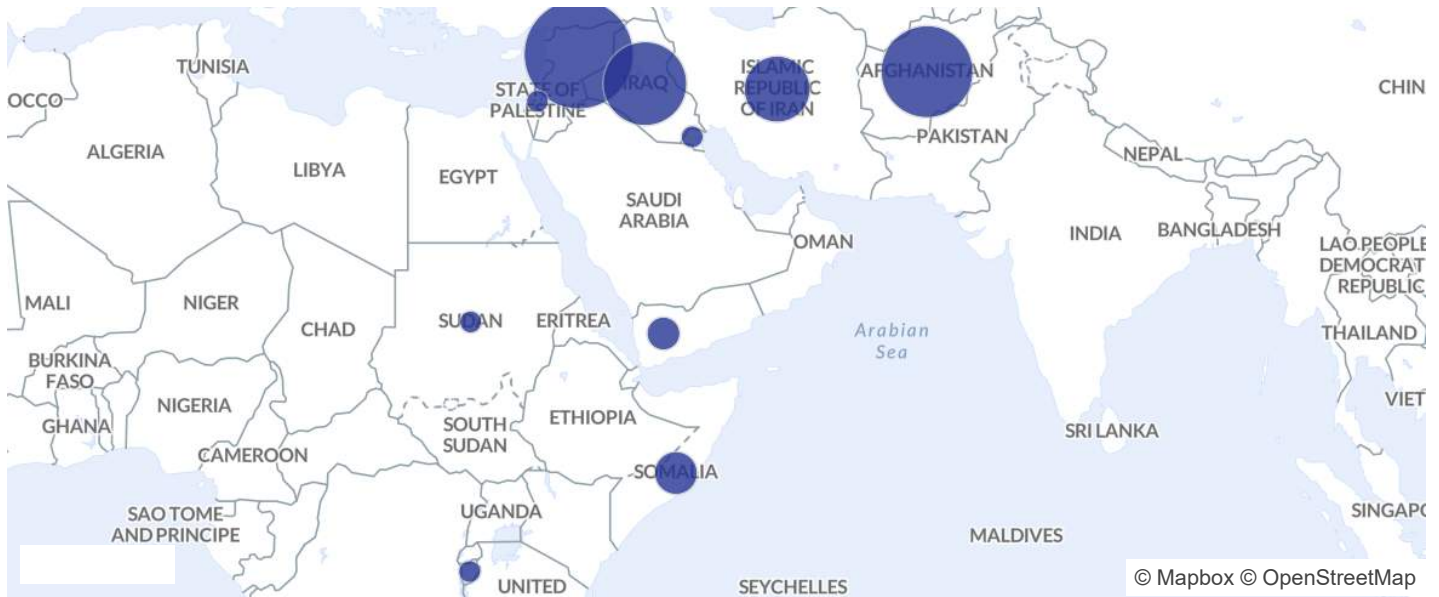 TUNISIA
OCCO
STATE OF
PALESTINE
IRAQ
ISLAMIC
REPUBLIC
OF IRAN
AFGHANISTAN
CHIN
ALGERIA
LIBYA
EGYPT
PAKISTAN
NEPAL
SAUDI
ARABIA
OMAN
INDIA
BANGLADESH
LAO PEOPLE
DEMOCRAT
REPUBLIC
MALI
NIGER
CHAD
SUDAN
ERITREA
Arabian
Sea
THAILAND
BURKINA
FASO
NIGERIA
GHANA
CAMEROON
SOUTH
SUDAN
ETHIOPIA
SRI LANKA
VIET
SOMALIA
SAO TOME
AND PRINCIPE
UGANDA
MALDIVES
SINGAPO
UNITED
SEYCHELLES
© Mapbox © OpenStreetMap